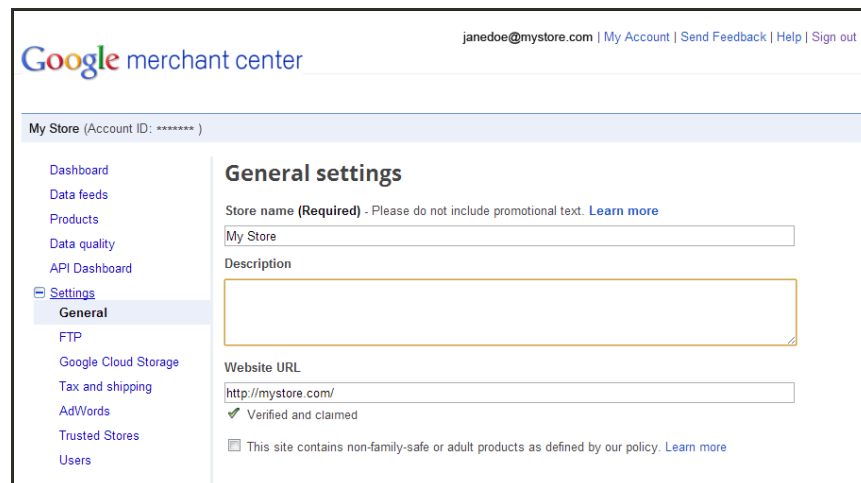 janedoe@mystore.com | My Account | Send Feedback | Help | Sign out
Google merchant center
My Store (Account ID: ******* )
Dashboard
Data feeds
Products
Data quality
API Dashboard
Settings
General
FTP
Google Cloud Storage
Tax and shipping
AdWords
Trusted Stores
Users
General settings
Store name (Required) - Please do not include promotional text. Learn more
My Store
Description
Website URL
http://mystore.com/
Verified and claimed
This site contains non-family-safe or adult products as defined by our policy. Learn more